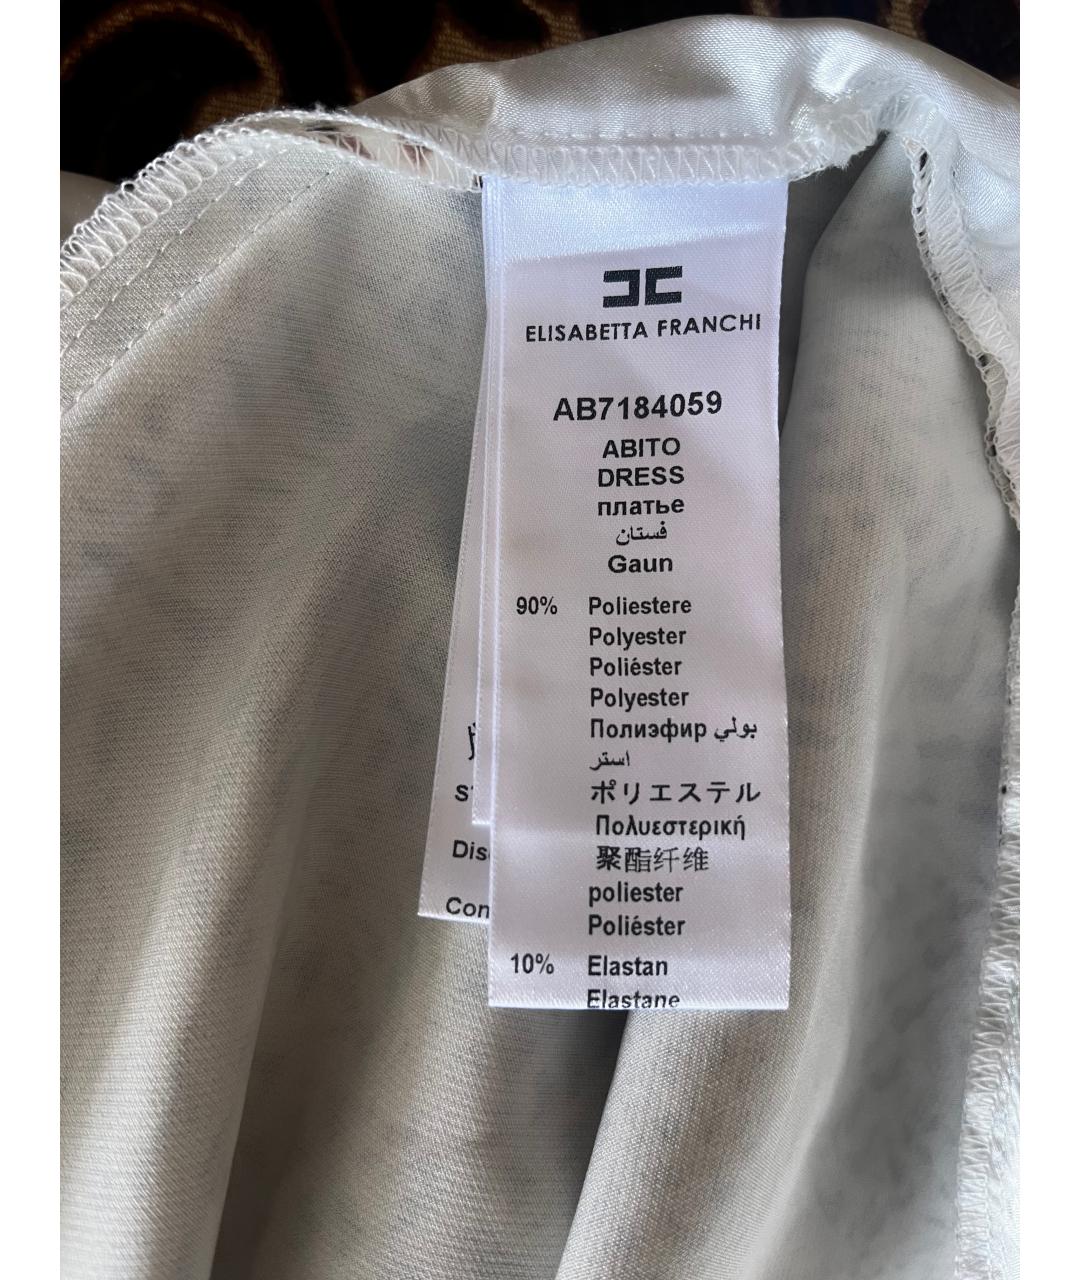 ELISABETTA FRANCHI
AB7184059
ABITO
DRESS
платье
فستان
Gaun
90% Poliestere
Polyester
Poliéster
Polyester
Полиэфир بولي
استر
ポリエステル
Πολυεστερική
聚酯纤维
poliester
Poliéster
10% Elastan
Elastane